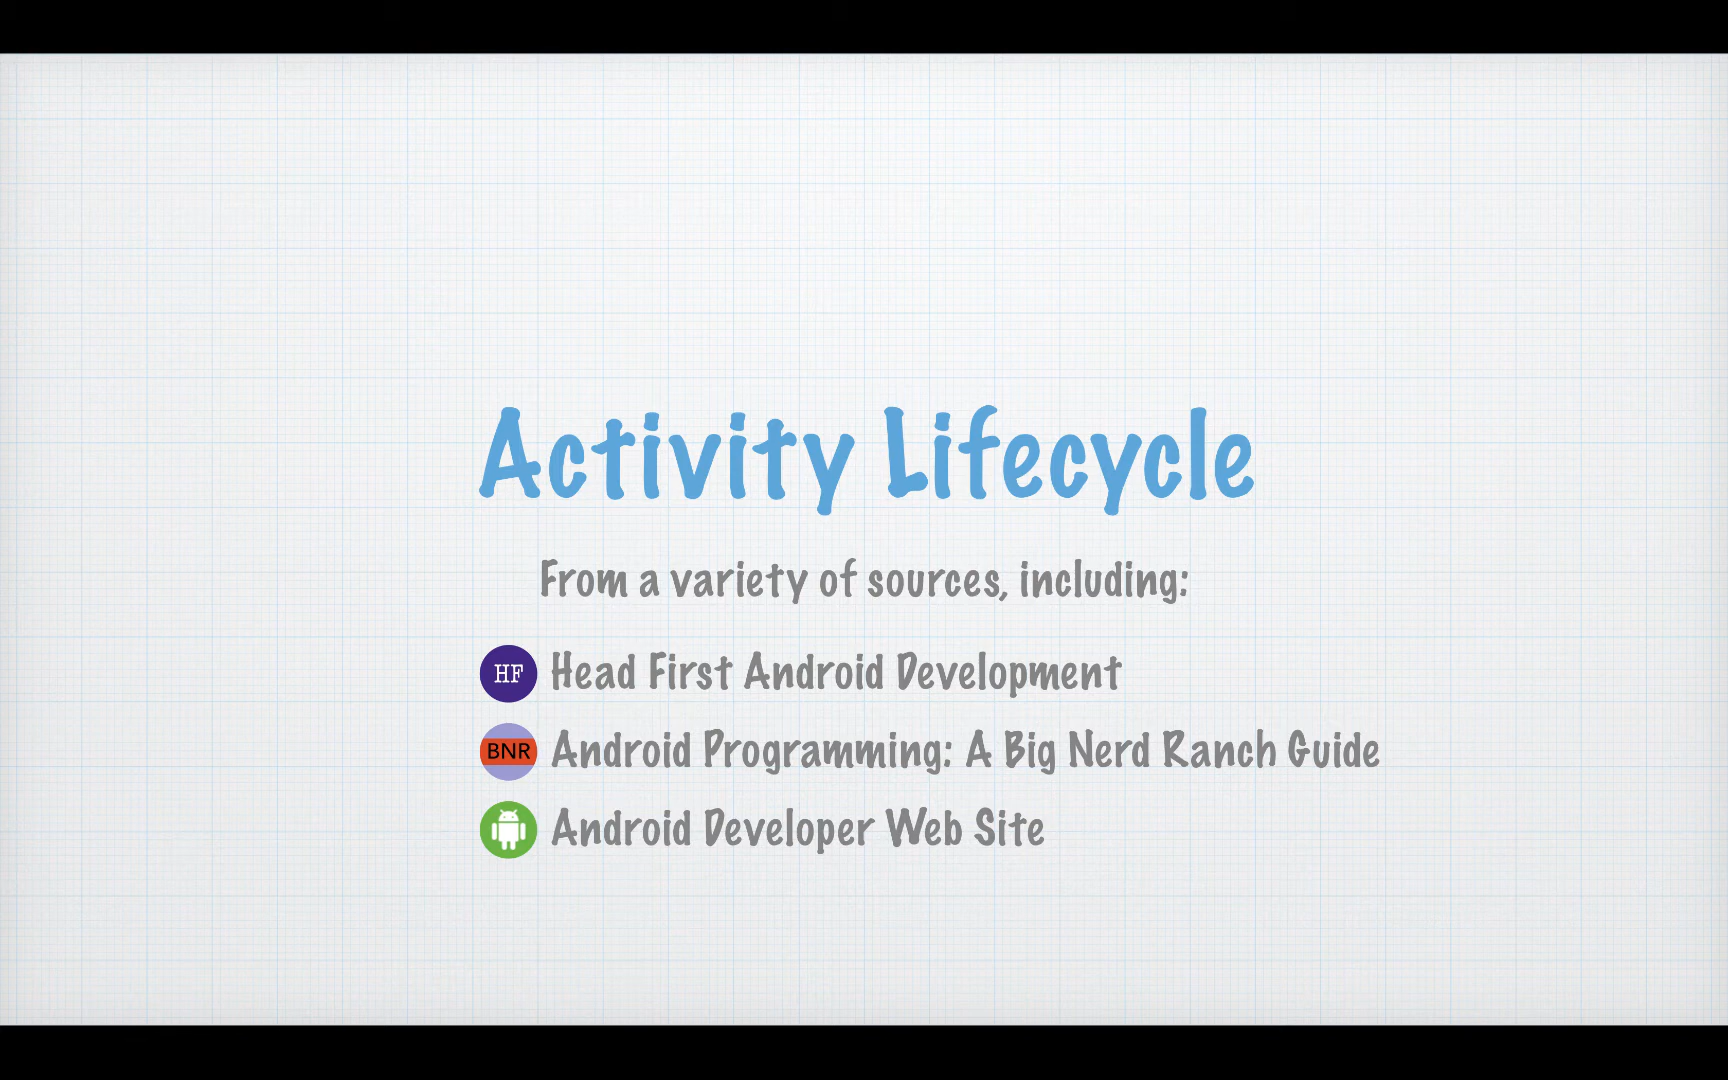 Activity Lifecycle
From a variety of sources, including:
HF Head First Android Development
BNR Android Programming: A Big Nerd Ranch Guide
Android Developer Web Site